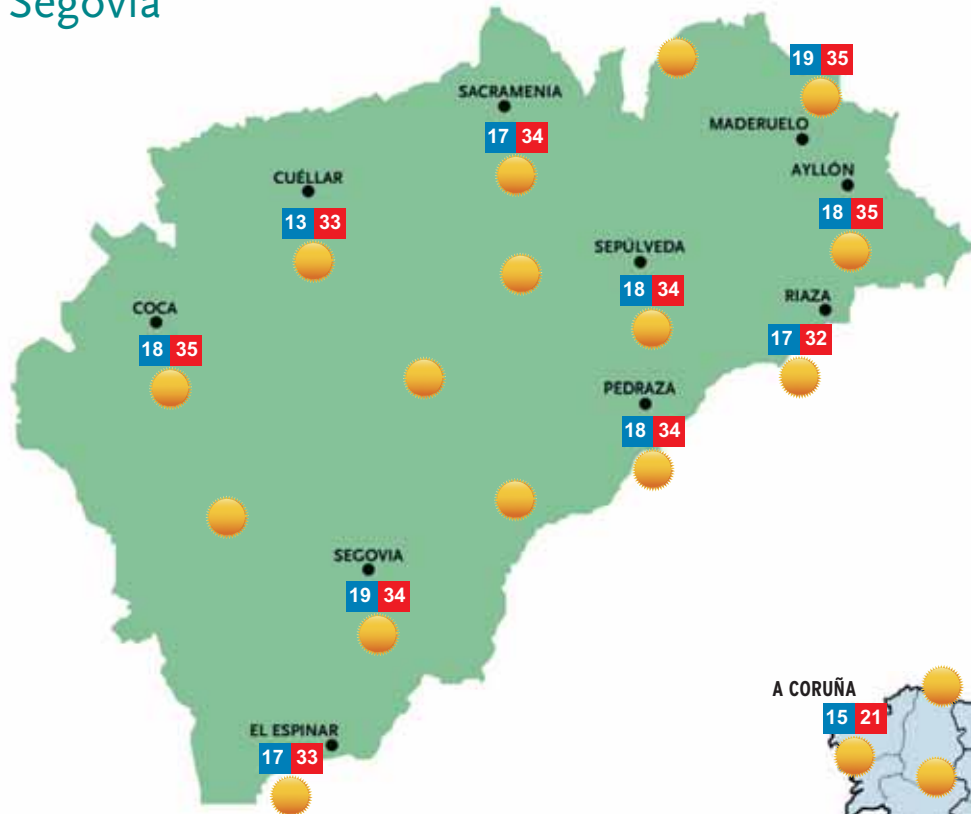 Segovia
19 35
SACRAMENIA
17 34
MADERUELO
CUÉLLAR
13 33
AYLLÓN
18 35
SEPÚLVEDA
18 34
RIAZA
17 32
COCA
18 35
PEDRAZA
18 34
SEGOVIA
19 34
A CORUÑA
15 21
EL ESPINAR
17 33